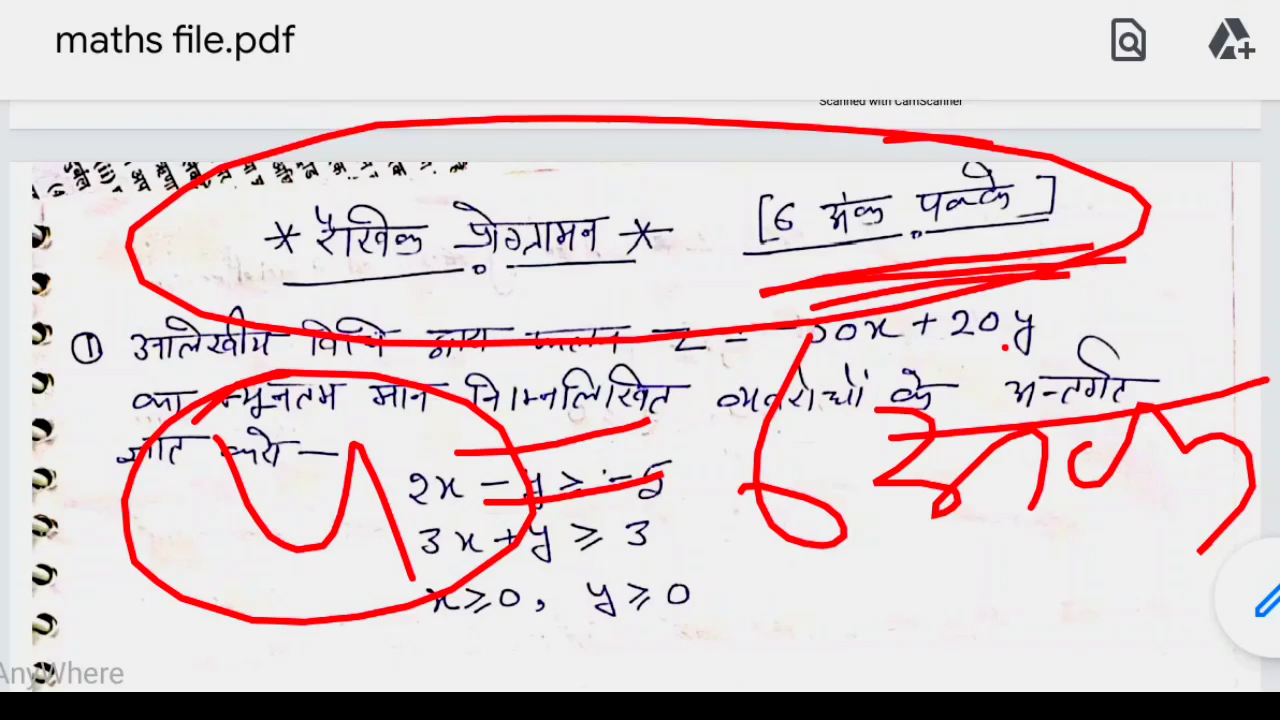 maths file.pdf
Scanned with CamScanner
* रैखिक प्रोग्रामन * [6 अंक पक्के]
① आलेखीय विधि द्वारा फलन Z = -50x + 20y
का न्यूनतम मान निम्नलिखित व्यवरोधों के अन्तर्गत
ज्ञात करो —
2x - y ≥ -5
3x + y ≥ 3
x ≥ 0, y ≥ 0
6 अंक
AnyWhere